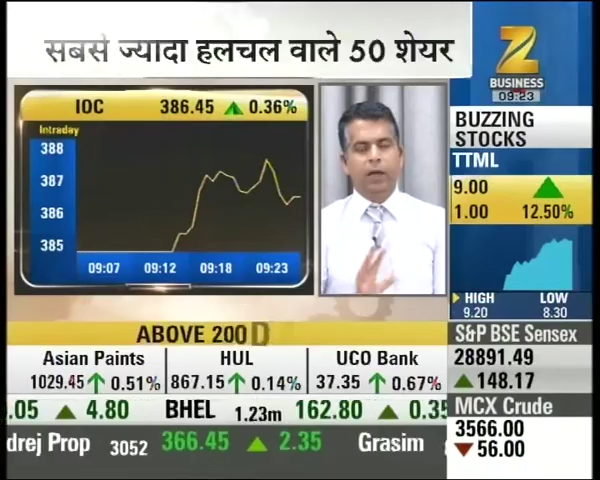 सबसे ज्यादा हलचल वाले 50 शेयर
Z
BUSINESS
09:23
IOC 386.45 0.36%
Intraday
388
387
386
385
09:07 09:12 09:18 09:23
BUZZING
STOCKS
TTML
9.00
1.00 12.50%
HIGH LOW
9.20 8.30
ABOVE 200 D
Asian Paints HUL UCO Bank
1029.45 0.51% 867.15 0.14% 37.35 0.67%
S&P BSE Sensex
28891.49
148.17
.05 4.80 BHEL 1.23m 162.80 0.35
MCX Crude
3566.00
56.00
drej Prop 3052 366.45 2.35 Grasim